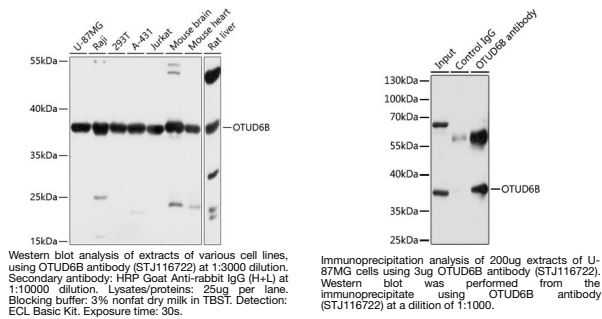 U-87MG
Raji
293T
A-431
Jurkat
Mouse brain
Mouse heart
Rat liver
55kDa
40kDa
35kDa
25kDa
15kDa
OTUD6B
Western blot analysis of extracts of various cell lines,
using OTUD6B antibody (STJ116722) at 1:3000 dilution.
Secondary antibody: HRP Goat Anti-rabbit IgG (H+L) at
1:10000 dilution. Lysates/proteins: 25ug per lane.
Blocking buffer: 3% nonfat dry milk in TBST. Detection:
ECL Basic Kit. Exposure time: 30s.
Input
Control IgG
OTUD6B antibody
130kDa
100kDa
70kDa
55kDa
40kDa
35kDa
25kDa
OTUD6B
Immunoprecipitation analysis of 200ug extracts of U-
87MG cells using 3ug OTUD6B antibody (STJ116722).
Western blot was performed from the
immunoprecipitate using OTUD6B antibody
(STJ116722) at a dilition of 1:1000.